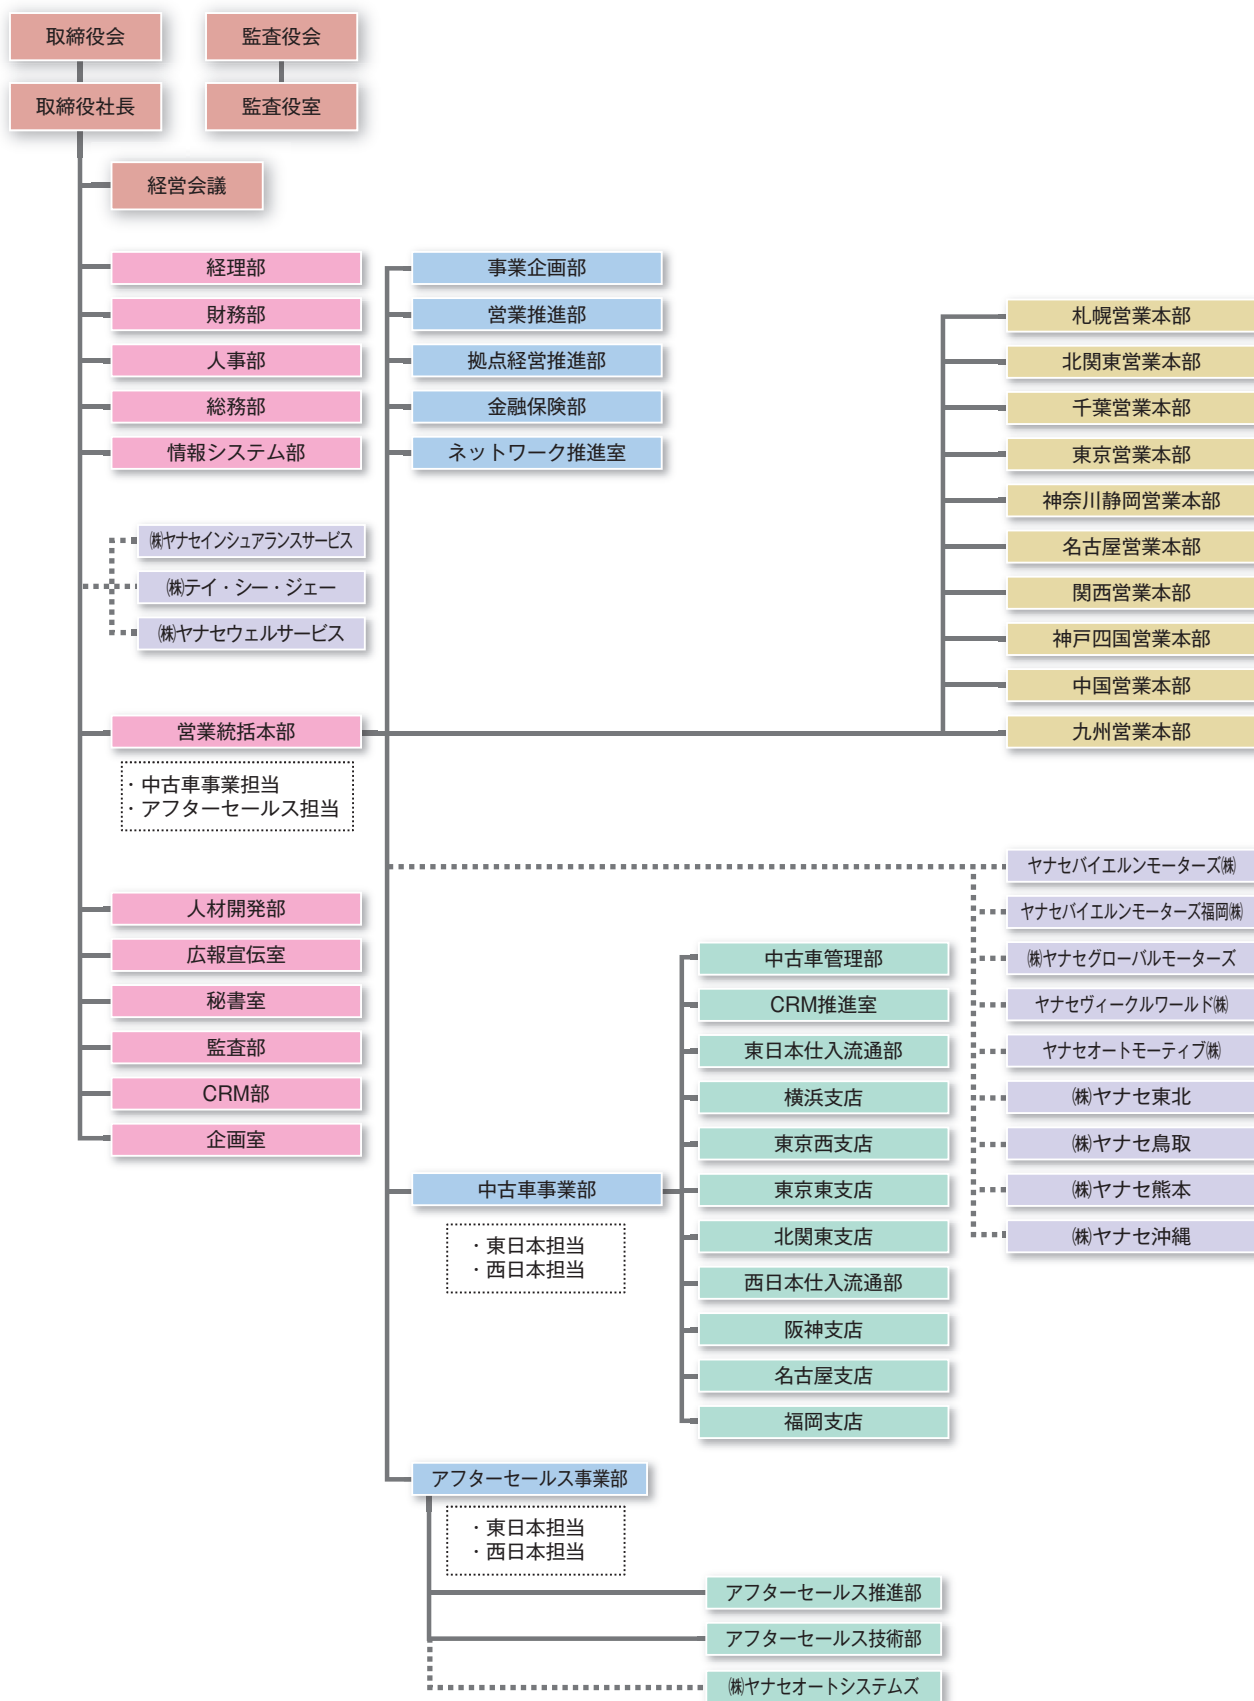 取締役会
監査役会
取締役社長
監査役室
経営会議
経理部
財務部
人事部
総務部
情報システム部
㈱ヤナセインシュアランスサービス
㈱テイ・シー・ジェー
㈱ヤナセウェルサービス
営業統括本部
・中古車事業担当
・アフターセールス担当
人材開発部
広報宣伝室
秘書室
監査部
CRM部
企画室
事業企画部
営業推進部
拠点経営推進部
金融保険部
ネットワーク推進室
札幌営業本部
北関東営業本部
千葉営業本部
東京営業本部
神奈川静岡営業本部
名古屋営業本部
関西営業本部
神戸四国営業本部
中国営業本部
九州営業本部
ヤナセバイエルンモーターズ㈱
ヤナセバイエルンモーターズ福岡㈱
㈱ヤナセグローバルモーターズ
ヤナセヴィークルワールド㈱
ヤナセオートモーティブ㈱
㈱ヤナセ東北
㈱ヤナセ鳥取
㈱ヤナセ熊本
㈱ヤナセ沖縄
中古車事業部
・東日本担当
・西日本担当
中古車管理部
CRM推進室
東日本仕入流通部
横浜支店
東京西支店
東京東支店
北関東支店
西日本仕入流通部
阪神支店
名古屋支店
福岡支店
アフターセールス事業部
・東日本担当
・西日本担当
アフターセールス推進部
アフターセールス技術部
㈱ヤナセオートシステムズ